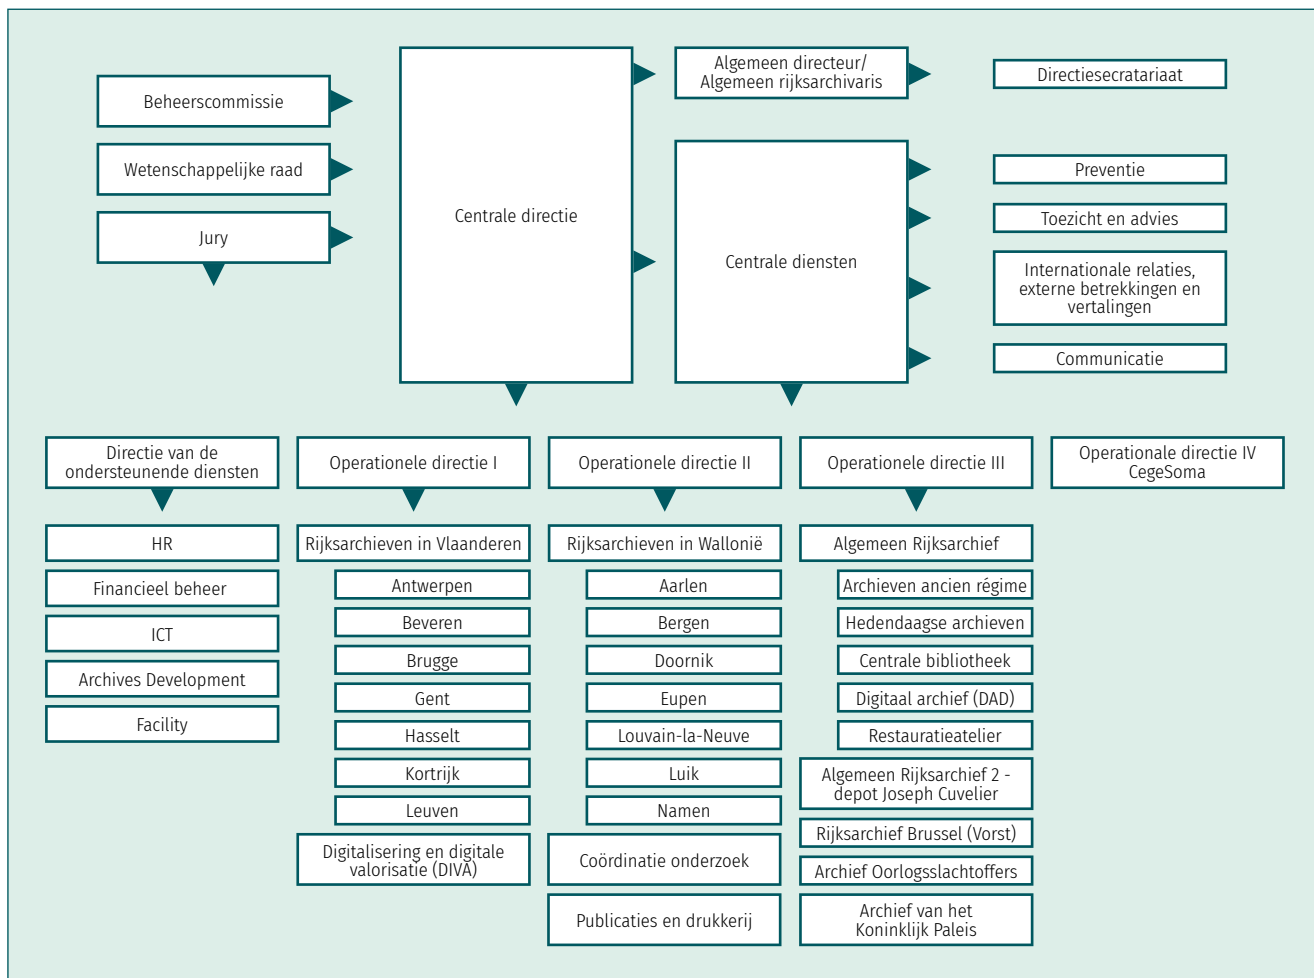 Beheerscommissie
Wetenschappelijke raad
Jury
Centrale directie
Algemeen directeur/
Algemeen rijksarchivaris
Directiesecratariaat
Centrale diensten
Preventie
Toezicht en advies
Internationale relaties,
externe betrekkingen en
vertalingen
Communicatie
Directie van de
ondersteunende diensten
HR
Financieel beheer
ICT
Archives Development
Facility
Operationele directie I
Rijksarchieven in Vlaanderen
Antwerpen
Beveren
Brugge
Gent
Hasselt
Kortrijk
Leuven
Digitalisering en digitale
valorisatie (DIVA)
Operationele directie II
Rijksarchieven in Wallonië
Aarlen
Bergen
Doornik
Eupen
Louvain-la-Neuve
Luik
Namen
Coördinatie onderzoek
Publicaties en drukkerij
Operationele directie III
Algemeen Rijksarchief
Archieven ancien régime
Hedendaagse archieven
Centrale bibliotheek
Digitaal archief (DAD)
Restauratieatelier
Algemeen Rijksarchief 2 -
depot Joseph Cuvelier
Rijksarchief Brussel (Vorst)
Archief Oorlogsslachtoffers
Archief van het
Koninklijk Paleis
Operationale directie IV
CegeSoma